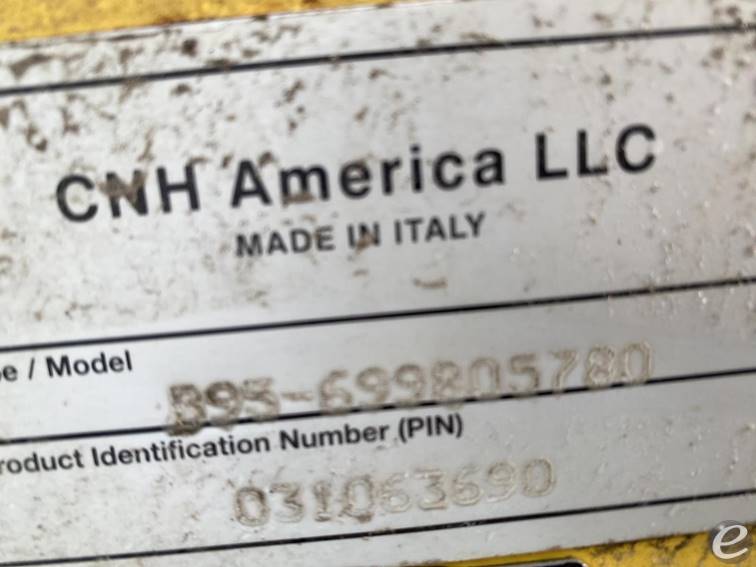 CNH America LLC
MADE IN ITALY
e / Model
B95-699805780
roduct Identification Number (PIN)
031063690
e